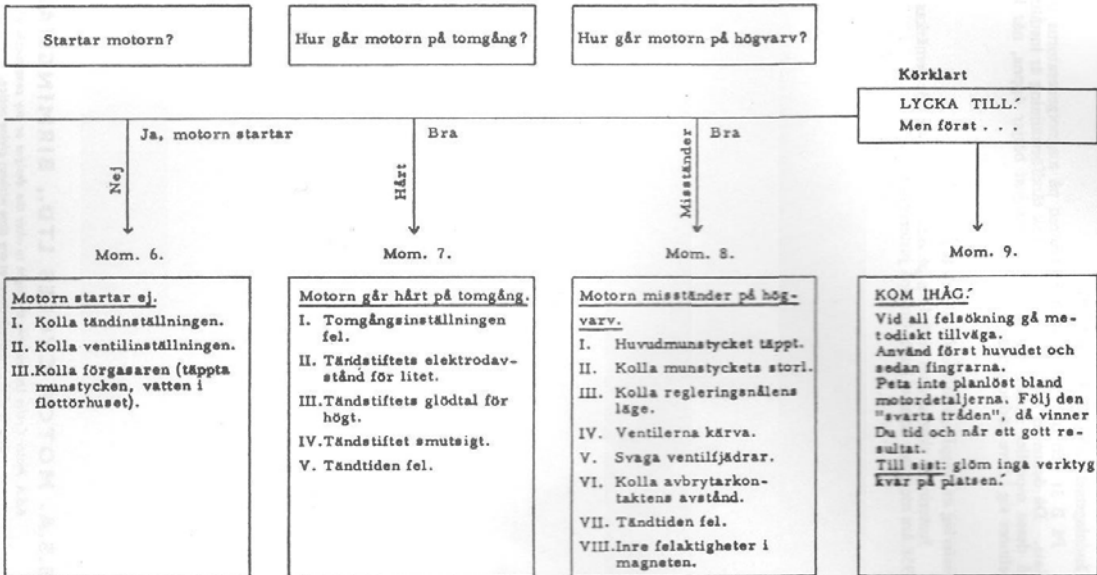 Startar motorn?
Hur går motorn på tomgång?
Hur går motorn på högvarv?
Körklart
LYCKA TILL!
Men först . . .
Ja, motorn startar
Bra
Bra
Nej
Hårt
Misständer
Mom. 6.
Mom. 7.
Mom. 8.
Mom. 9.
Motorn startar ej.
I. Kolla tändinställningen.
II. Kolla ventilinställningen.
III. Kolla förgasaren (täppta
munstycken, vatten i
flottörhuset).
Motorn går hårt på tomgång.
I. Tomgångsinställningen
fel.
II. Tändstiftets elektrodav-
stånd för litet.
III. Tändstiftets glödtal för
högt.
IV. Tändstiftet smutsigt.
V. Tändtiden fel.
Motorn misständer på hög-
varv.
I. Huvudmunstycket täppt.
II. Kolla munstyckets storl.
III. Kolla regleringsnålens
läge.
IV. Ventilerna kärva.
V. Svaga ventilfjädrar.
VI. Kolla avbrytarkon-
taktens avstånd.
VII. Tändtiden fel.
VIII. Inre felaktigheter i
magneten.
KOM IHÅG!
Vid all felsökning gå me-
todiskt tillväga.
Använd först huvudet och
sedan fingrarna.
Peta inte planlöst bland
motordetaljerna. Följ den
"svarta tråden", då vinner
Du tid och når ett gott re-
sultat.
Till sist: glöm inga verktyg
kvar på platsen!